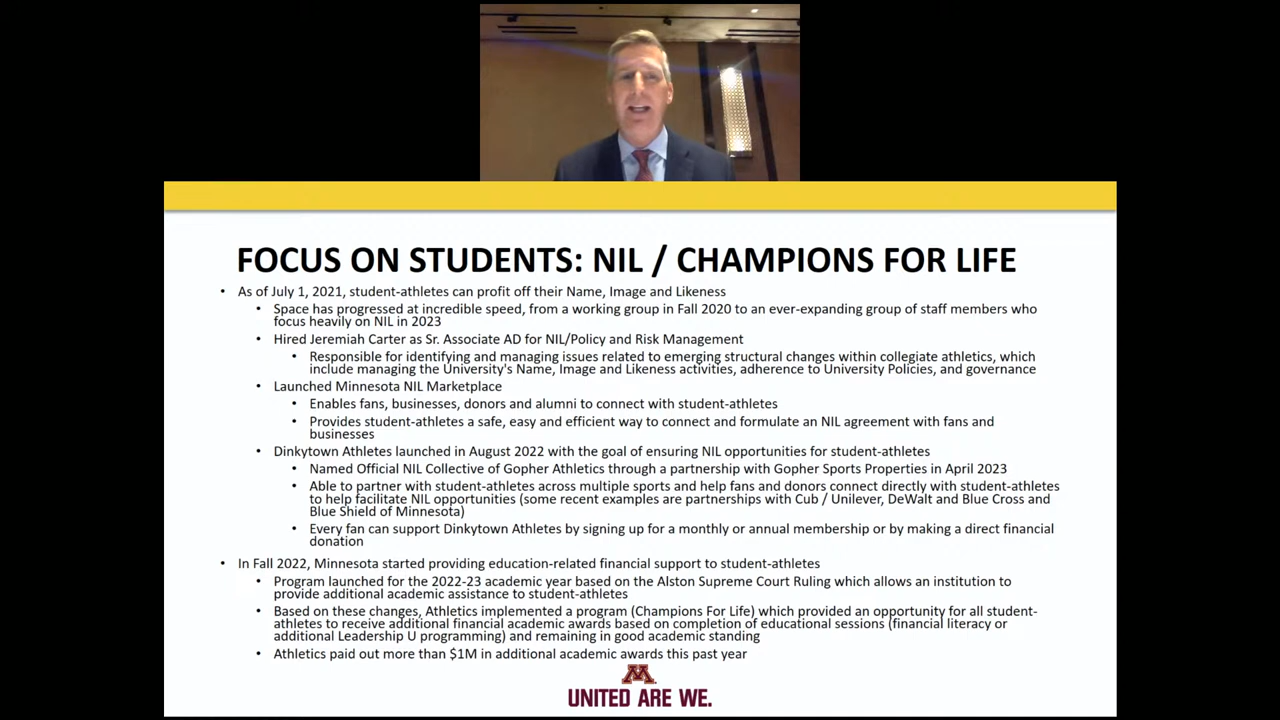 FOCUS ON STUDENTS: NIL / CHAMPIONS FOR LIFE
• As of July 1, 2021, student-athletes can profit off their Name, Image and Likeness
• Space has progressed at incredible speed, from a working group in Fall 2020 to an ever-expanding group of staff members who
focus heavily on NIL in 2023
• Hired Jeremiah Carter as Sr. Associate AD for NIL/Policy and Risk Management
• Responsible for identifying and managing issues related to emerging structural changes within collegiate athletics, which
include managing the University's Name, Image and Likeness activities, adherence to University Policies, and governance
• Launched Minnesota NIL Marketplace
• Enables fans, businesses, donors and alumni to connect with student-athletes
• Provides student-athletes a safe, easy and efficient way to connect and formulate an NIL agreement with fans and
businesses
• Dinkytown Athletes launched in August 2022 with the goal of ensuring NIL opportunities for student-athletes
• Named Official NIL Collective of Gopher Athletics through a partnership with Gopher Sports Properties in April 2023
• Able to partner with student-athletes across multiple sports and help fans and donors connect directly with student-athletes
to help facilitate NIL opportunities (some recent examples are partnerships with Cub / Unilever, DeWalt and Blue Cross and
Blue Shield of Minnesota)
• Every fan can support Dinkytown Athletes by signing up for a monthly or annual membership or by making a direct financial
donation
• In Fall 2022, Minnesota started providing education-related financial support to student-athletes
• Program launched for the 2022-23 academic year based on the Alston Supreme Court Ruling which allows an institution to
provide additional academic assistance to student-athletes
• Based on these changes, Athletics implemented a program (Champions For Life) which provided an opportunity for all student-
athletes to receive additional financial academic awards based on completion of educational sessions (financial literacy or
additional Leadership U programming) and remaining in good academic standing
• Athletics paid out more than $1M in additional academic awards this past year
M
UNITED ARE WE.